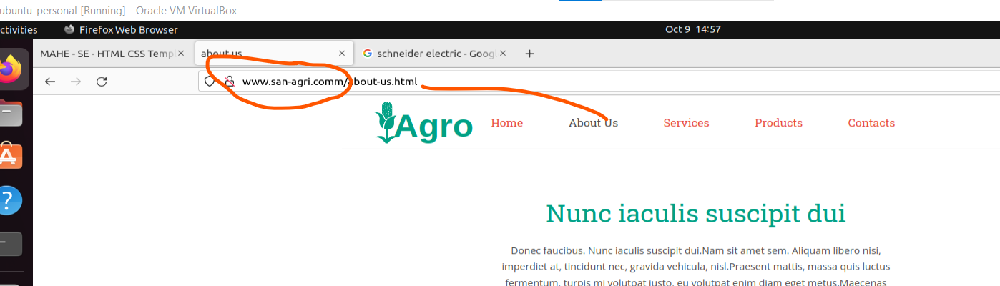 ubuntu-personal [Running] - Oracle VM VirtualBox
ctivities Firefox Web Browser Oct 9 14:57
MAHE - SE - HTML CSS Templ about us schneider electric - Googl
www.san-agri.comm/about-us.html
Agro Home About Us Services Products Contacts
Nunc iaculis suscipit dui
Donec faucibus. Nunc iaculis suscipit dui.Nam sit amet sem. Aliquam libero nisi,
imperdiet at, tincidunt nec, gravida vehicula, nisl.Praesent mattis, massa quis luctus
fermentum, turpis mi volutpat justo, eu volutpat enim diam eget metus.Maecenas